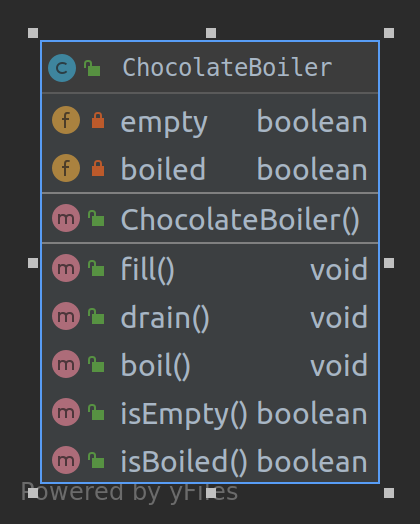 ChocolateBoiler
empty boolean
boiled boolean
ChocolateBoiler()
fill() void
drain() void
boil() void
isEmpty() boolean
isBoiled() boolean
Powered by yFiles